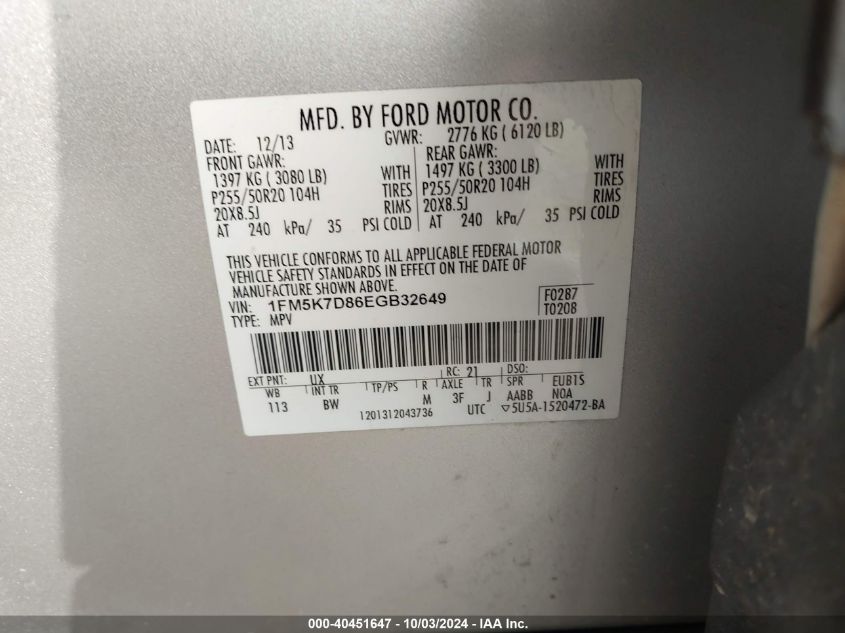 MFD. BY FORD MOTOR CO.
DATE: 12/13 GVWR: 2776 KG ( 6120 LB)
FRONT GAWR: REAR GAWR:
1397 KG ( 3080 LB) WITH 1497 KG ( 3300 LB) WITH
P255/50R20 104H TIRES P255/50R20 104H TIRES
20X8.5J RIMS 20X8.5J RIMS
AT 240 kPa/ 35 PSI COLD AT 240 kPa/ 35 PSI COLD
THIS VEHICLE CONFORMS TO ALL APPLICABLE FEDERAL MOTOR
VEHICLE SAFETY STANDARDS IN EFFECT ON THE DATE OF
MANUFACTURE SHOWN ABOVE.
VIN: 1FM5K7D86EGB32649 F0287
TYPE: MPV T0208
EXT PNT: UX RC: 21 DSO:
WB INT TR TP/PS R AXLE TR SPR EUB1S
113 BW M 3F J AABB NOA
1201312043736 UTC ▽5U5A-1520472-BA
000-40451647 - 10/03/2024 - IAA Inc.